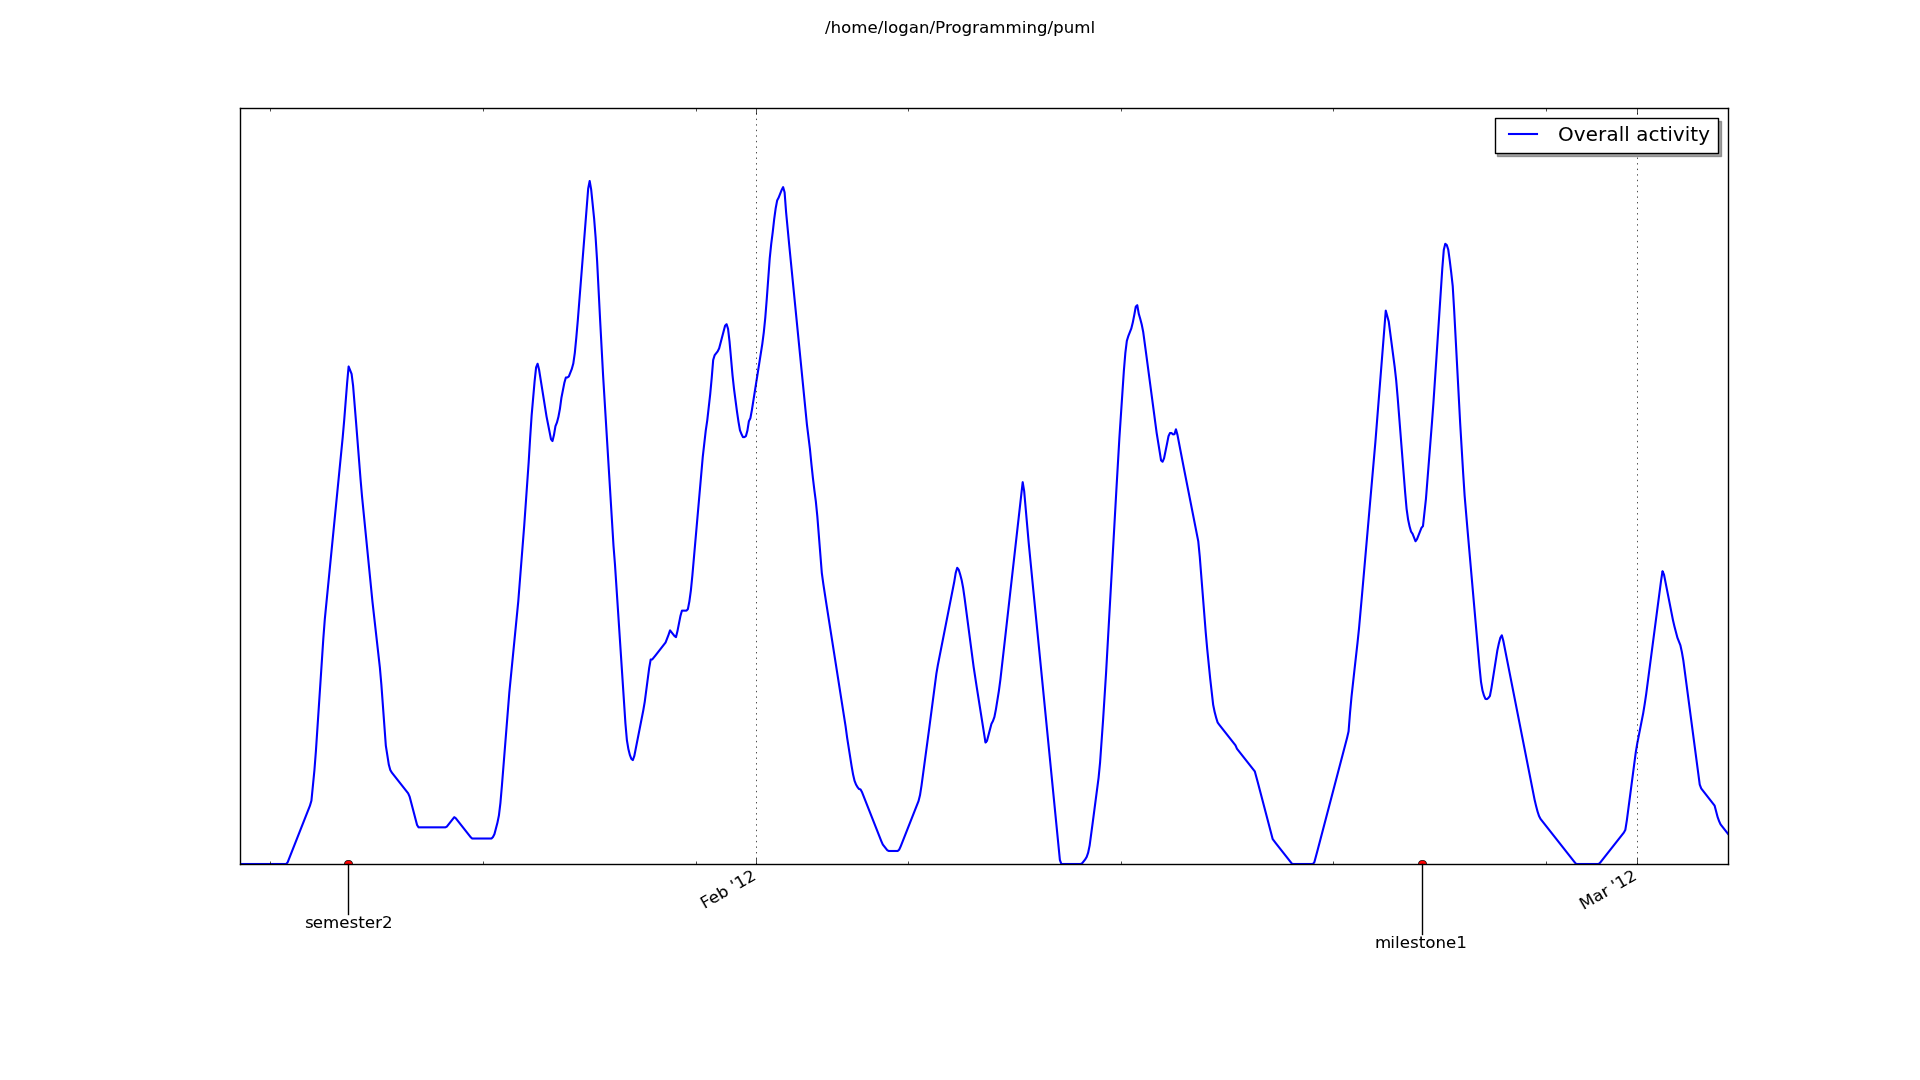 /home/logan/Programming/puml
Overall activity
Feb '12
Mar '12
semester2
milestone1